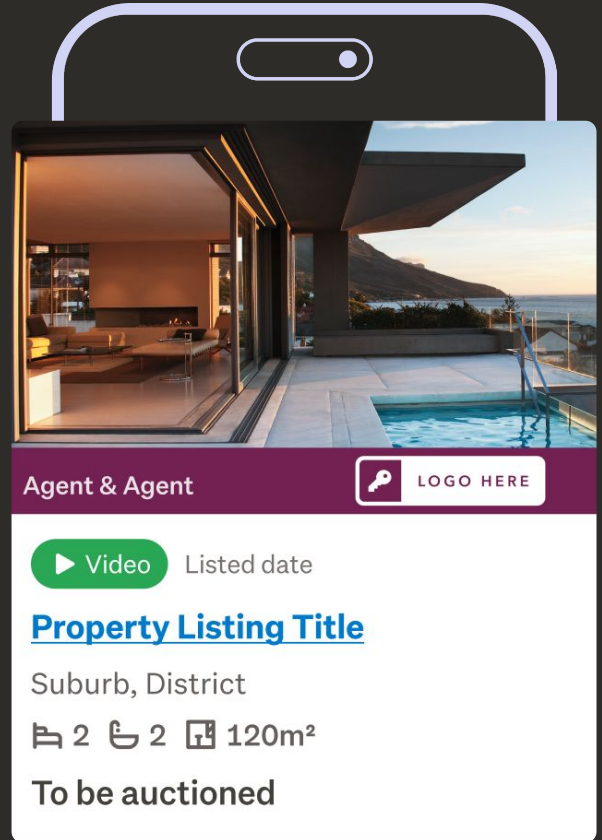 Agent & Agent
LOGO HERE
Video
Listed date
Property Listing Title
Suburb, District
2 2 120m²
To be auctioned